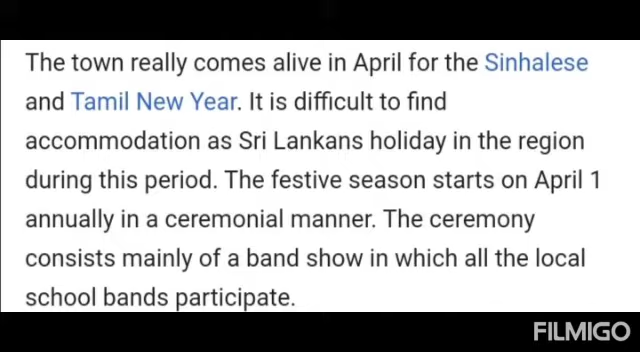 The town really comes alive in April for the Sinhalese
and Tamil New Year. It is difficult to find
accommodation as Sri Lankans holiday in the region
during this period. The festive season starts on April 1
annually in a ceremonial manner. The ceremony
consists mainly of a band show in which all the local
school bands participate.
FILMIGO